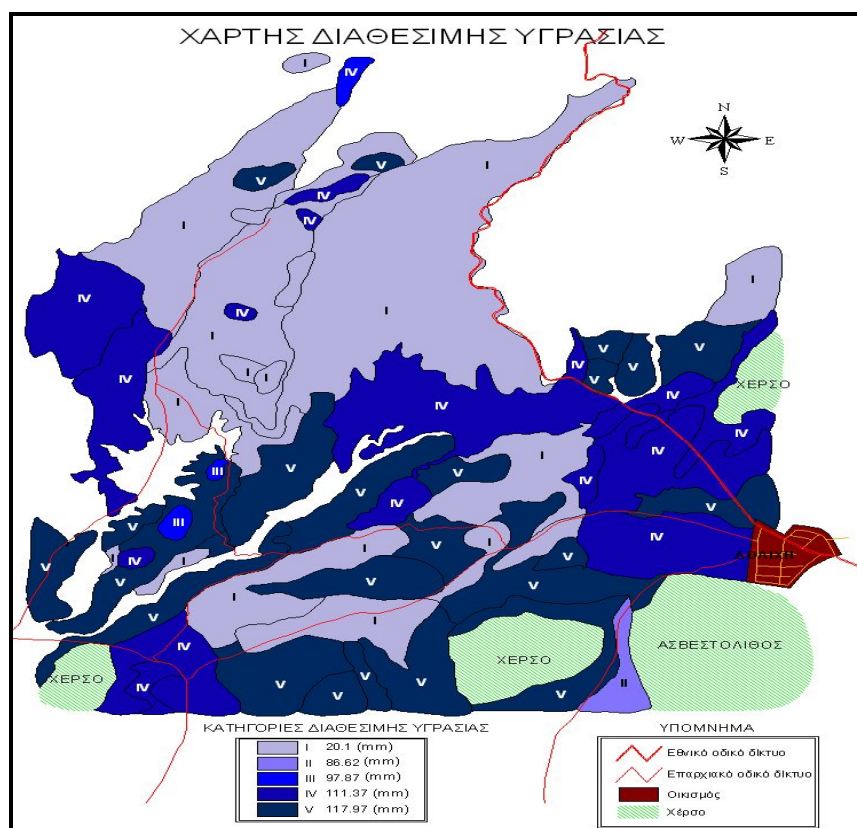 ΧΑΡΤΗΣ ΔΙΑΘΕΣΙΜΗΣ ΥΓΡΑΣΙΑΣ
I
IV
N
W E
S
V
I
V
IV
IV
I
I
IV
IV
I
I
I
I
I
IV
I
IV
V
V
V
V
ΧΕΡΣΟ
IV
IV
IV
IV
III
V
I
V
V
IV
IV
III
V
V
V
I
V
IV
I
IV
V
V
I
V
V
V
I
I
ΧΕΡΣΟ
IV
IV
V
V
V
V
V
ΧΕΡΣΟ
V
II
ΑΣΒΕΣΤΟΛΙΘΟΣ
ΚΑΤΗΓΟΡΙΕΣ ΔΙΑΘΕΣΙΜΗΣ ΥΓΡΑΣΙΑΣ
I 20.1 (mm)
II 86.62 (mm)
III 97.87 (mm)
IV 111.37 (mm)
V 117.97 (mm)
ΥΠΟΜΝΗΜΑ
Εθνικό οδικό δίκτυο
Επαρχιακό οδικό δίκτυο
Οικισμός
Χέρσο